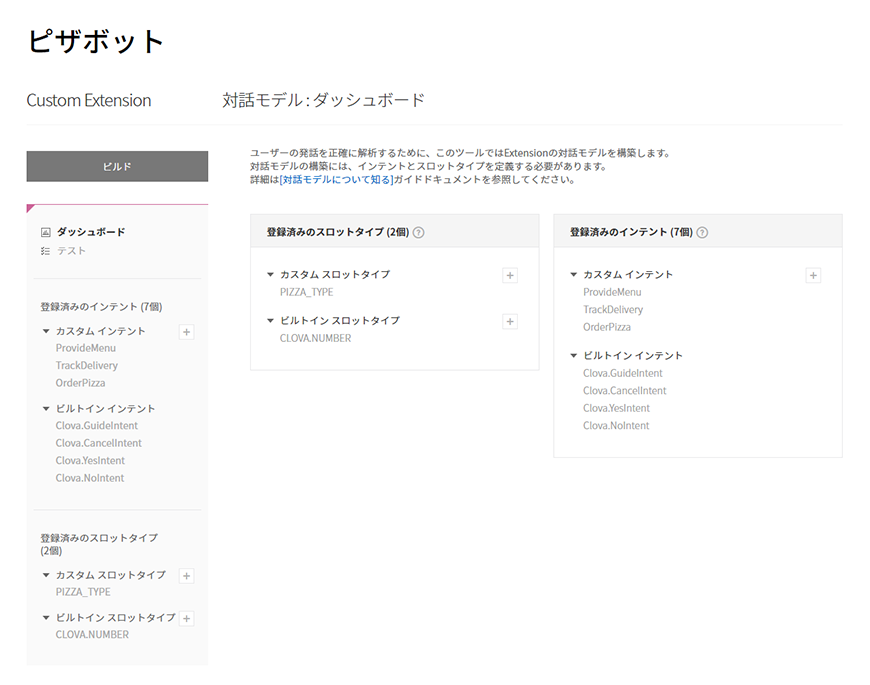 ピザボット
Custom Extension
対話モデル : ダッシュボード
ビルド
ダッシュボード
テスト
登録済みのインテント (7個)
カスタム インテント
ProvideMenu
TrackDelivery
OrderPizza
ビルトイン インテント
Clova.GuideIntent
Clova.CancelIntent
Clova.YesIntent
Clova.NoIntent
登録済みのスロットタイプ
(2個)
カスタム スロットタイプ
PIZZA_TYPE
ビルトイン スロットタイプ
CLOVA.NUMBER
ユーザーの発話を正確に解析するために、このツールではExtensionの対話モデルを構築します。
対話モデルの構築には、インテントとスロットタイプを定義する必要があります。
詳細は[対話モデルについて知る]ガイドドキュメントを参照してください。
登録済みのスロットタイプ (2個) ?
カスタム スロットタイプ
PIZZA_TYPE
ビルトイン スロットタイプ
CLOVA.NUMBER
登録済みのインテント (7個) ?
カスタム インテント
ProvideMenu
TrackDelivery
OrderPizza
ビルトイン インテント
Clova.GuideIntent
Clova.CancelIntent
Clova.YesIntent
Clova.NoIntent